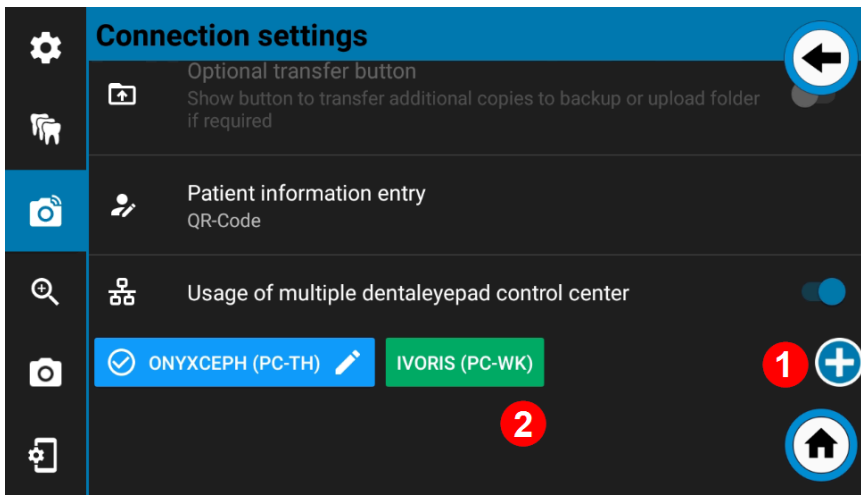 Connection settings
Optional transfer button
Show button to transfer additional copies to backup or upload folder
if required
Patient information entry
QR-Code
Usage of multiple dentaleyepad control center
ONYXCEPH (PC-TH)
IVORIS (PC-WK)
1
2